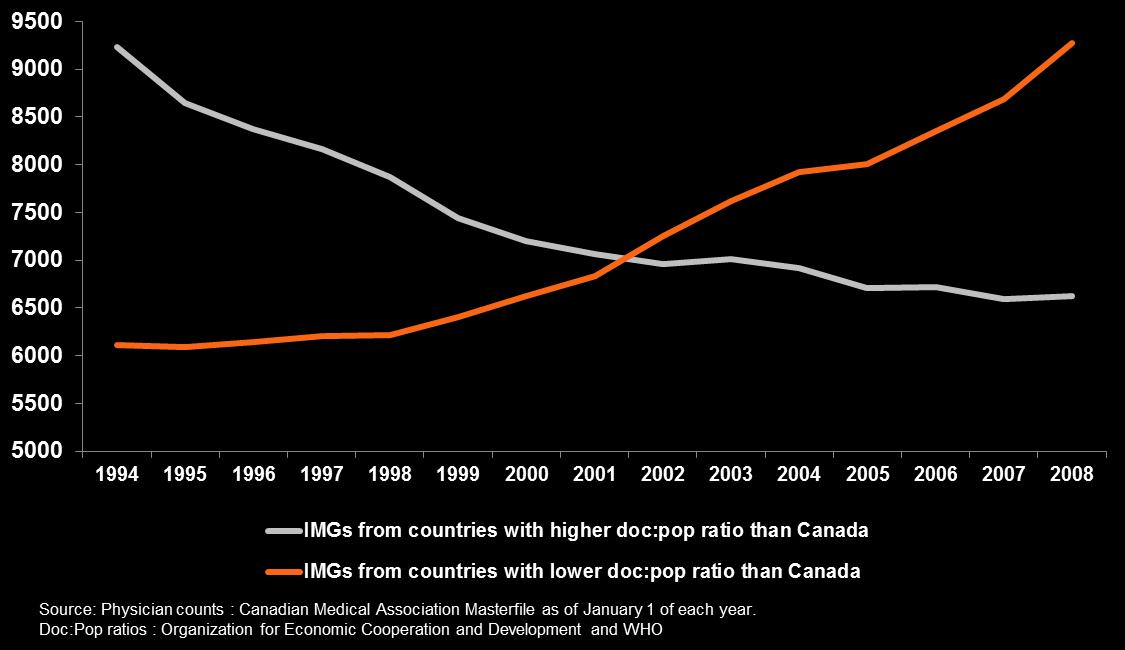 9500
9000
8500
8000
7500
7000
6500
6000
5500
5000
1994 1995 1996 1997 1998 1999 2000 2001 2002 2003 2004 2005 2006 2007 2008
IMGs from countries with higher doc:pop ratio than Canada
IMGs from countries with lower doc:pop ratio than Canada
Source: Physician counts : Canadian Medical Association Masterfile as of January 1 of each year.
Doc:Pop ratios : Organization for Economic Cooperation and Development and WHO